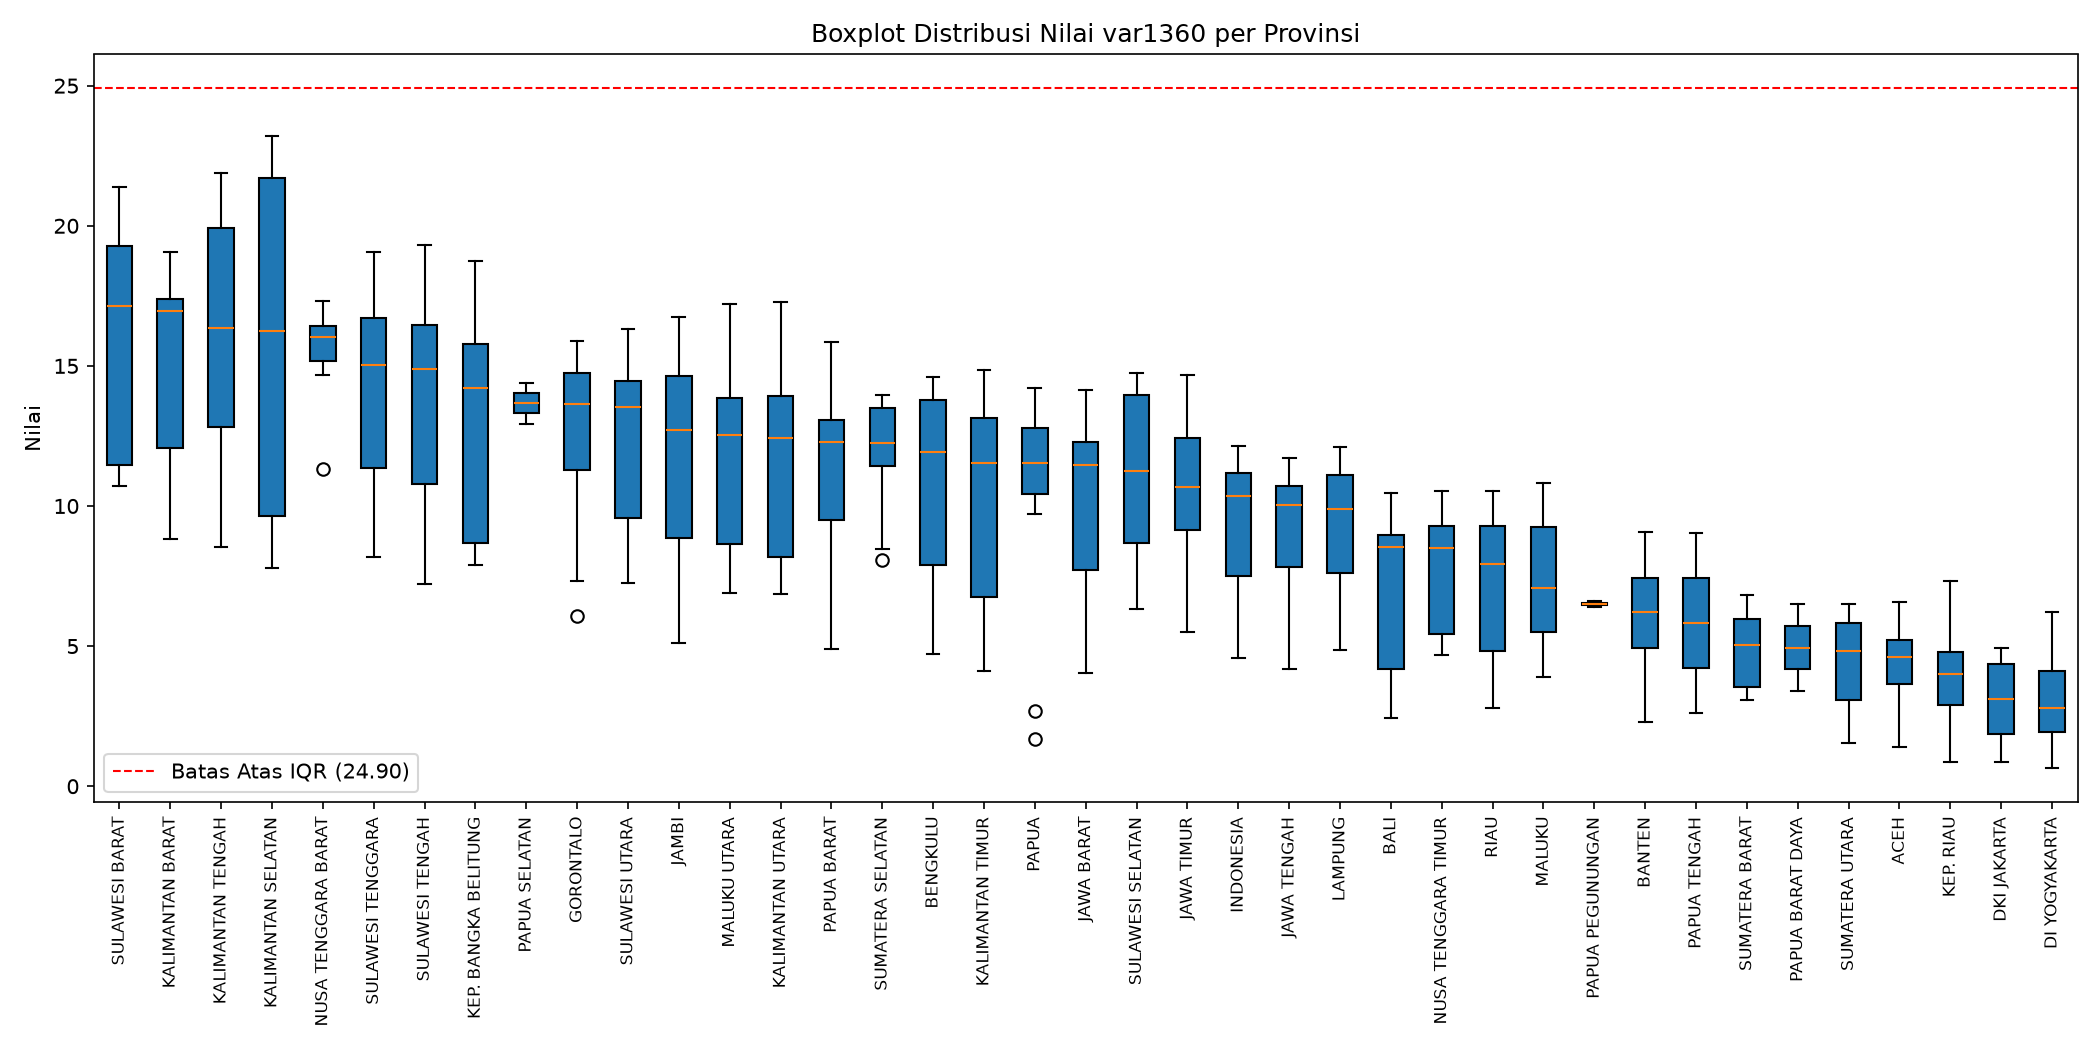 Boxplot Distribusi Nilai var1360 per Provinsi
Nilai
25
20
15
10
5
0
Batas Atas IQR (24.90)
SULAWESI BARAT
KALIMANTAN BARAT
KALIMANTAN TENGAH
KALIMANTAN SELATAN
NUSA TENGGARA BARAT
SULAWESI TENGGARA
SULAWESI TENGAH
KEP. BANGKA BELITUNG
PAPUA SELATAN
GORONTALO
SULAWESI UTARA
JAMBI
MALUKU UTARA
KALIMANTAN UTARA
PAPUA BARAT
SUMATERA SELATAN
BENGKULU
KALIMANTAN TIMUR
PAPUA
JAWA BARAT
SULAWESI SELATAN
JAWA TIMUR
INDONESIA
JAWA TENGAH
LAMPUNG
BALI
NUSA TENGGARA TIMUR
RIAU
MALUKU
PAPUA PEGUNUNGAN
BANTEN
PAPUA TENGAH
SUMATERA BARAT
PAPUA BARAT DAYA
SUMATERA UTARA
ACEH
KEP. RIAU
DKI JAKARTA
DI YOGYAKARTA